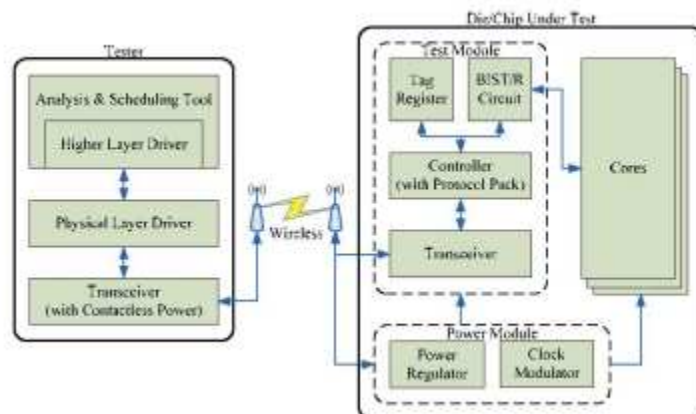 Die/Chip Under Test
Tester
Test Module
Analysis & Scheduling Tool
Higher Layer Driver
Physical Layer Driver
Transceiver
(with Contactless Power)
Wireless
Tag
Register
BIST/R
Circuit
Controller
(with Protocol Pack)
Transceiver
Cores
Power Module
Power
Regulator
Clock
Modulator